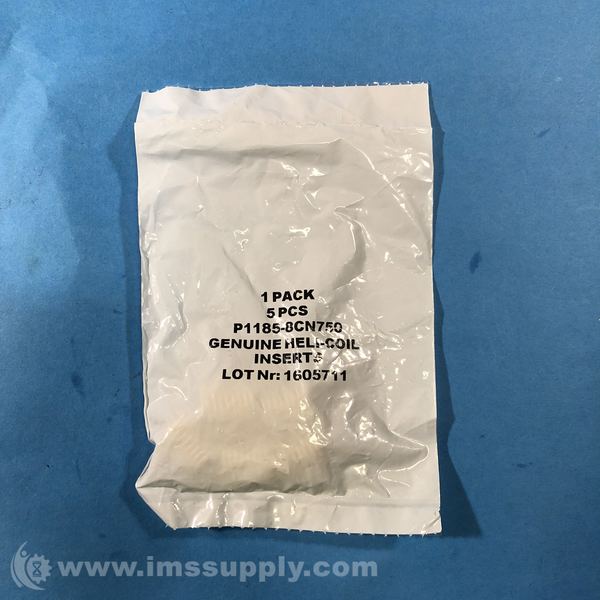 1 PACK
5 PCS
P1185-8CN750
GENUINE HELI-COIL
INSERTS
LOT Nr: 1605711
www.imssupply.com